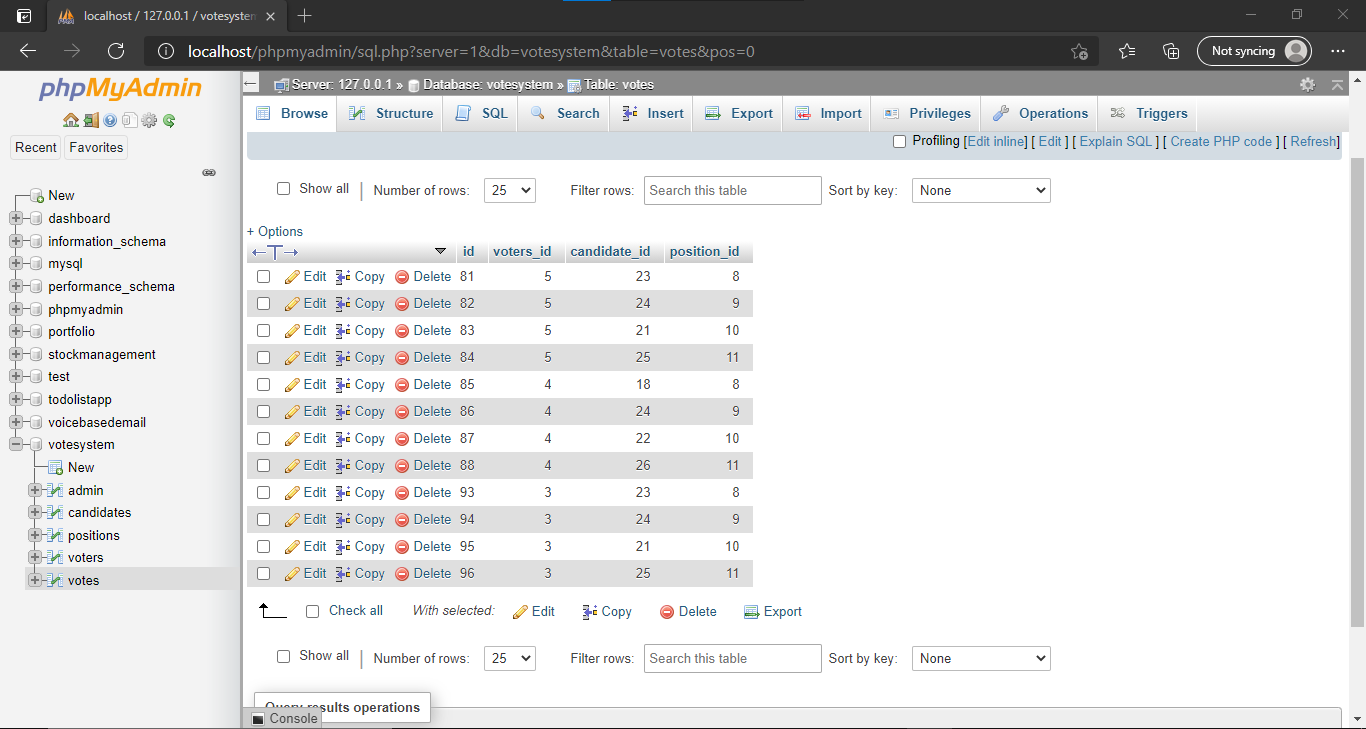 localhost / 127.0.0.1 / votesystem
localhost/phpmyadmin/sql.php?server=1&db=votesystem&table=votes&pos=0
Not syncing
phpMyAdmin
Recent Favorites
New
dashboard
information_schema
mysql
performance_schema
phpmyadmin
portfolio
stockmanagement
test
todolistapp
voicebasedemail
votesystem
New
admin
candidates
positions
voters
votes
Server: 127.0.0.1 » Database: votesystem » Table: votes
Browse Structure SQL Search Insert Export Import Privileges Operations Triggers
Profiling [Edit inline] [ Edit ] [ Explain SQL ] [ Create PHP code ] [ Refresh]
Show all | Number of rows: 25 Filter rows: Search this table Sort by key: None
+ Options
←T→ id voters_id candidate_id position_id
Edit Copy Delete 81 5 23 8
Edit Copy Delete 82 5 24 9
Edit Copy Delete 83 5 21 10
Edit Copy Delete 84 5 25 11
Edit Copy Delete 85 4 18 8
Edit Copy Delete 86 4 24 9
Edit Copy Delete 87 4 22 10
Edit Copy Delete 88 4 26 11
Edit Copy Delete 93 3 23 8
Edit Copy Delete 94 3 24 9
Edit Copy Delete 95 3 21 10
Edit Copy Delete 96 3 25 11
Check all With selected: Edit Copy Delete Export
Show all | Number of rows: 25 Filter rows: Search this table Sort by key: None
Query results operations
Console